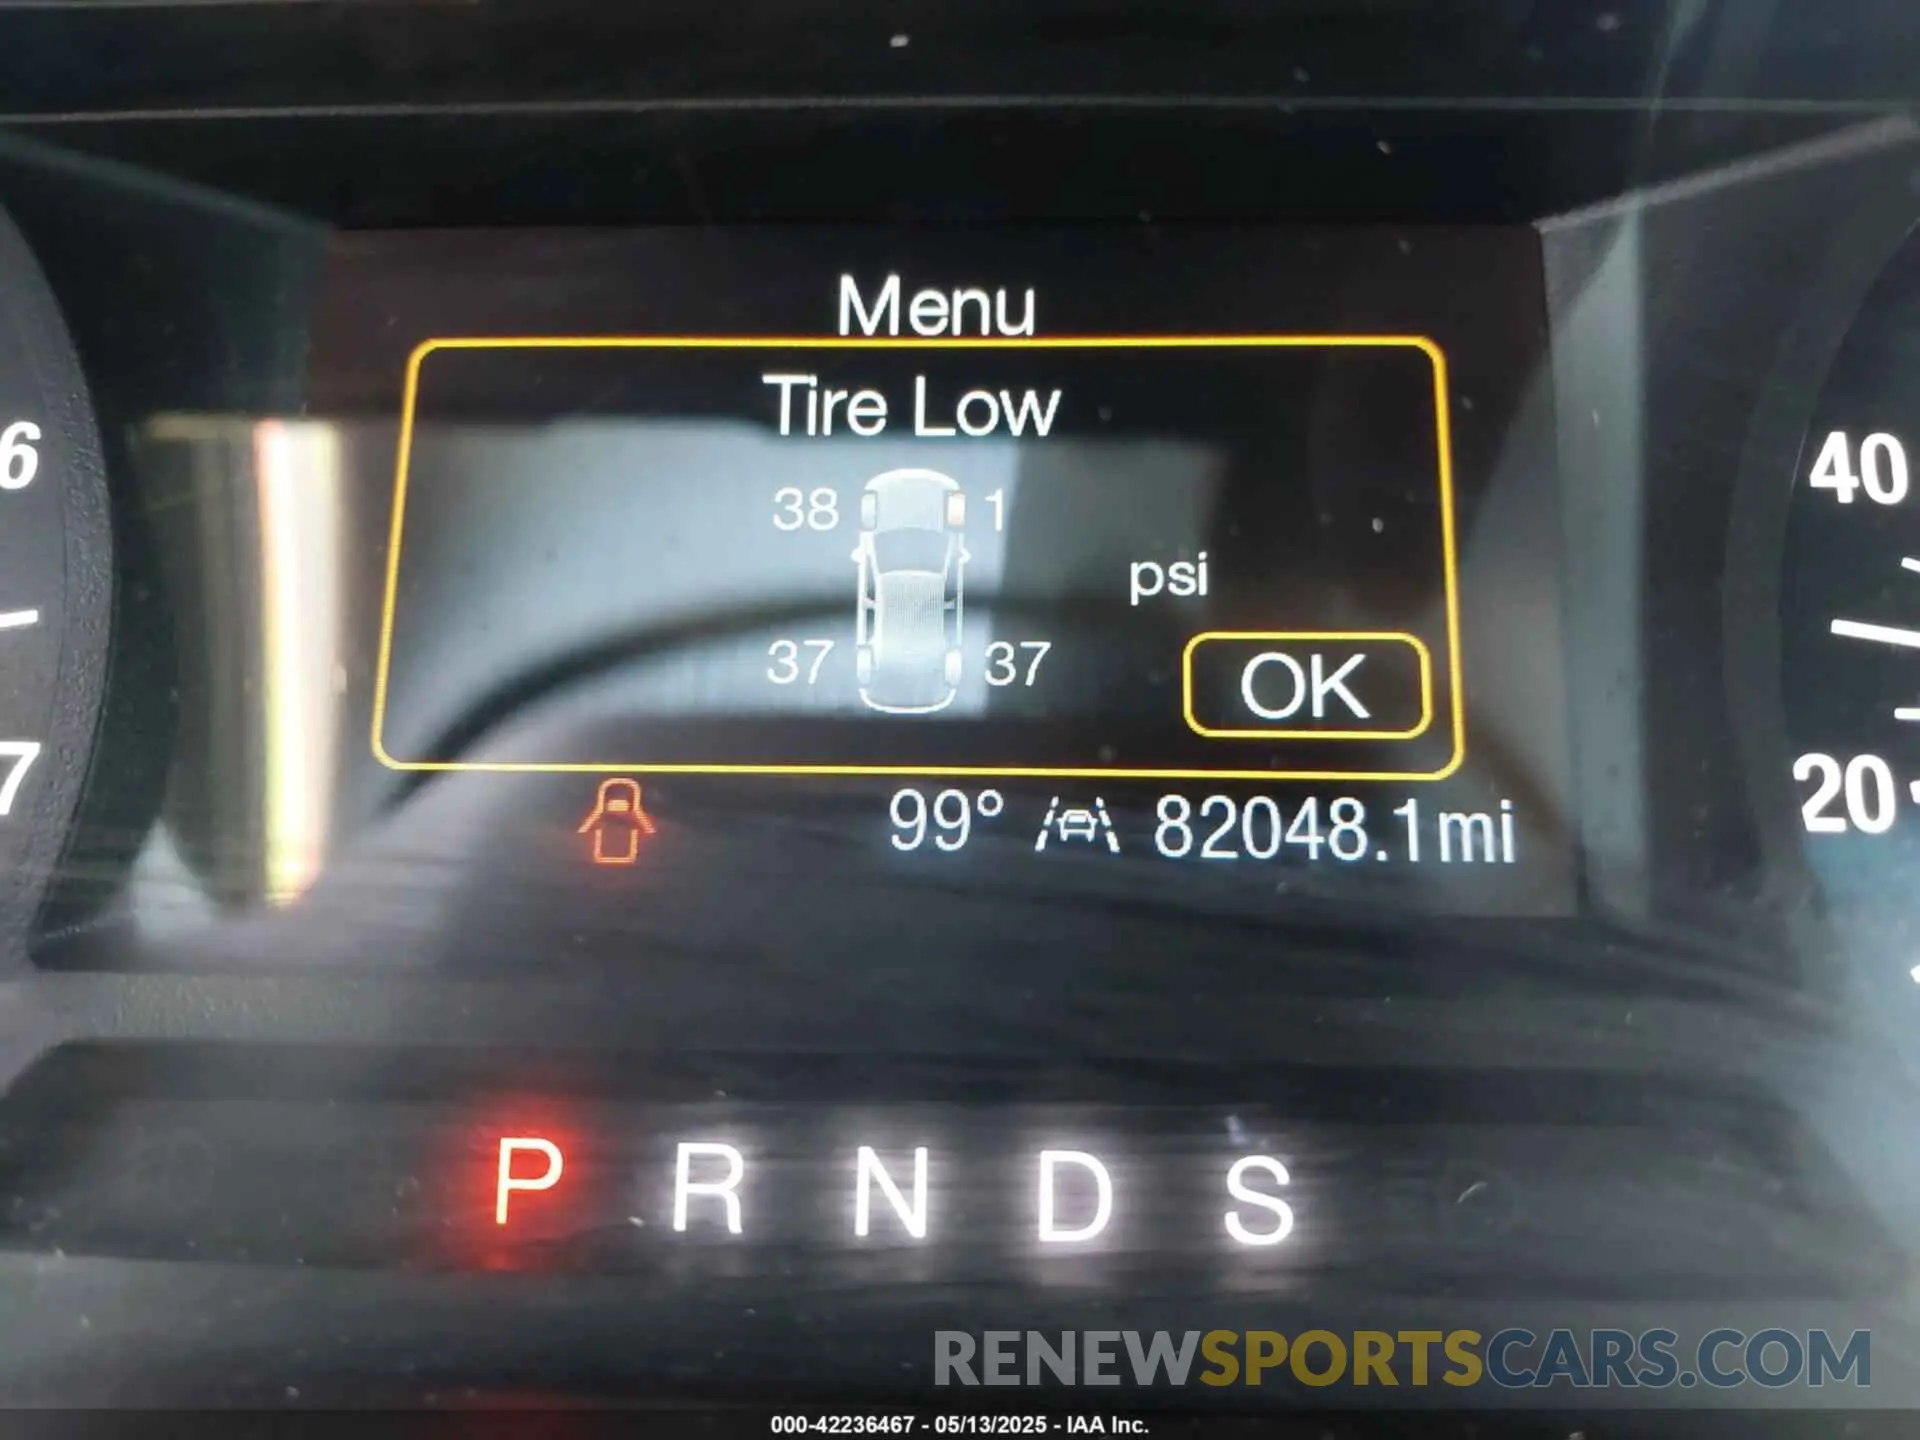 Menu
Tire Low
38 1
psi
37 37
OK
6
7
40
20
99° 82048.1mi
P R N D S
RENEWSPORTSCARS.COM
000-42236467 - 05/13/2025 - IAA Inc.